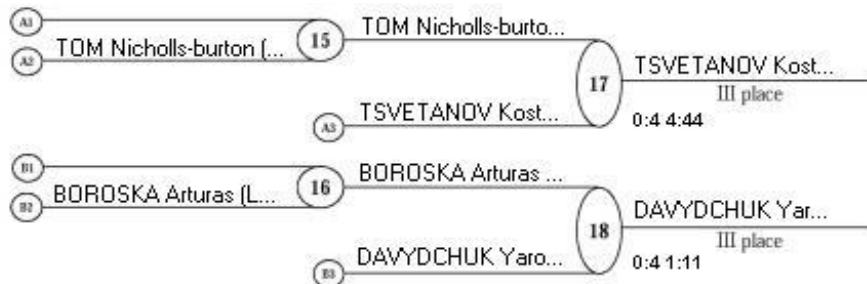 A1
TOM Nicholls-burton (...
A2
15
TOM Nicholls-burto...
17
TSVETANOV Kost...
III place
0:4 4:44
A3
TSVETANOV Kost...
B1
BOROSKA Arturas (L...
B2
16
BOROSKA Arturas ...
18
DAVYDCHUK Yar...
III place
0:4 1:11
B3
DAVYDCHUK Yaro...